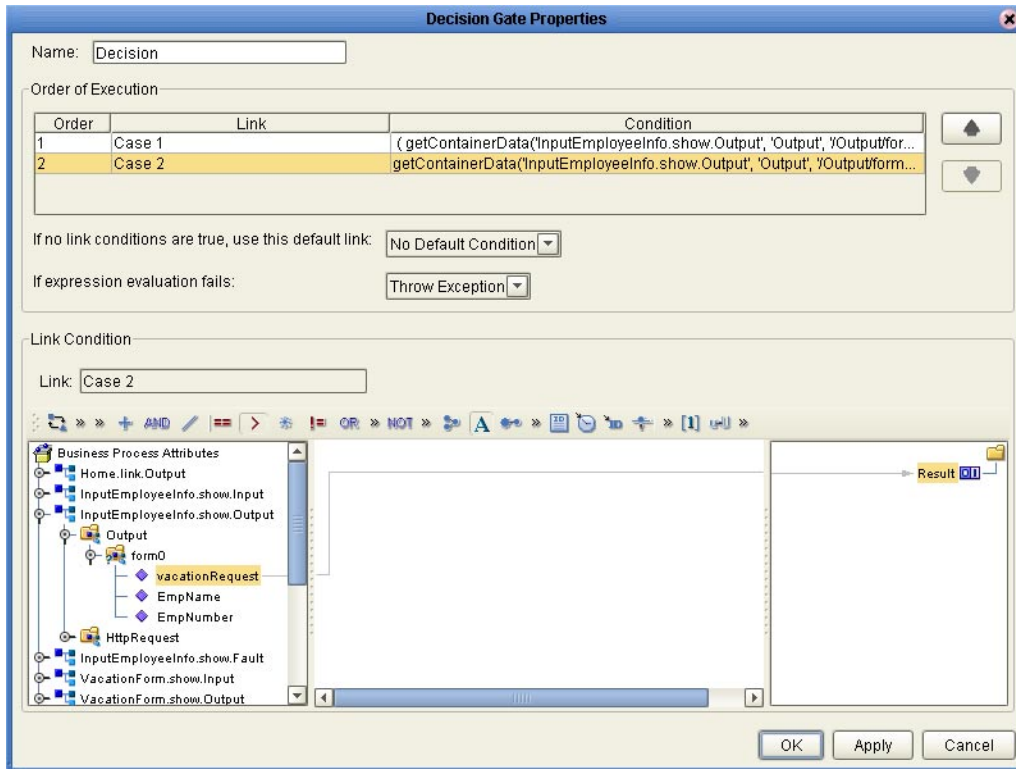 Decision Gate Properties
Name: Decision
Order of Execution
Order Link Condition
1 Case 1 ( getContainerData('InputEmployeeInfo.show.Output', 'Output', '/Output/for...
2 Case 2 getContainerData('InputEmployeeInfo.show.Output', 'Output', '/Output/form...
If no link conditions are true, use this default link: No Default Condition
If expression evaluation fails: Throw Exception
Link Condition
Link: Case 2
» » + AND / == > * != OR » NOT » A » » [1]
Business Process Attributes
Home.link.Output
InputEmployeeInfo.show.Input
InputEmployeeInfo.show.Output
Output
form0
vacationRequest
EmpName
EmpNumber
HttpRequest
InputEmployeeInfo.show.Fault
VacationForm.show.Input
VacationForm.show.Output
Result
OK Apply Cancel